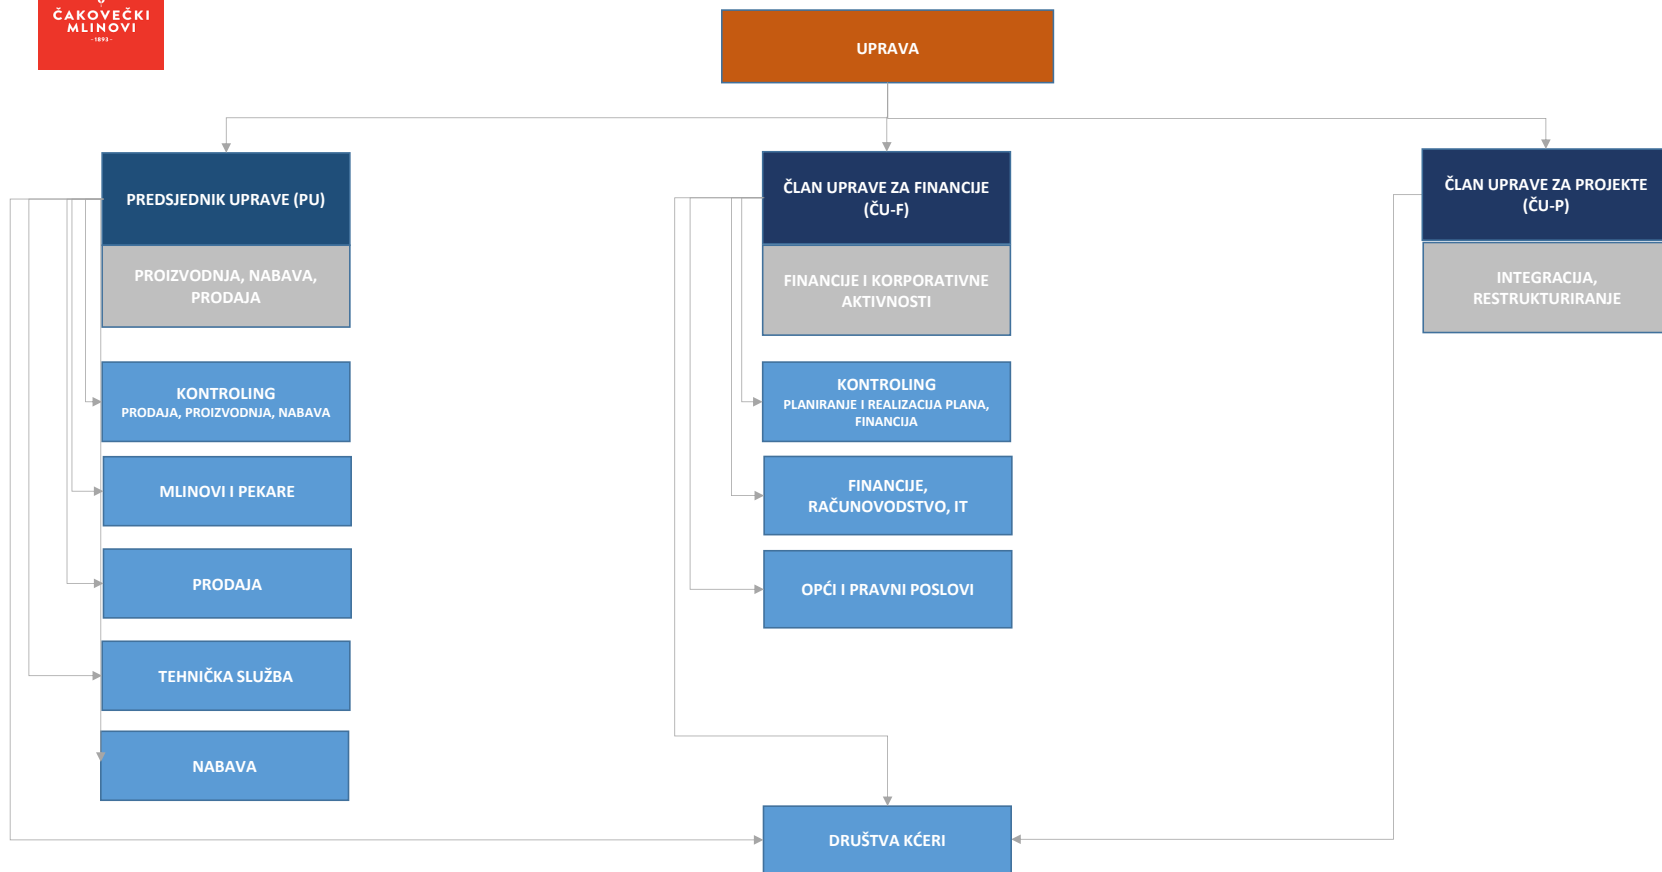 ČAKOVEČKI
MLINOVI
-1893-
UPRAVA
PREDSJEDNIK UPRAVE (PU)
PROIZVODNJA, NABAVA,
PRODAJA
KONTROLING
PRODAJA, PROIZVODNJA, NABAVA
MLINOVI I PEKARE
PRODAJA
TEHNIČKA SLUŽBA
NABAVA
ČLAN UPRAVE ZA FINANCIJE
(ČU-F)
FINANCIJE I KORPORATIVNE
AKTIVNOSTI
KONTROLING
PLANIRANJE I REALIZACIJA PLANA,
FINANCIJA
FINANCIJE,
RAČUNOVODSTVO, IT
OPĆI I PRAVNI POSLOVI
DRUŠTVA KĆERI
ČLAN UPRAVE ZA PROJEKTE
(ČU-P)
INTEGRACIJA,
RESTRUKTURIRANJE